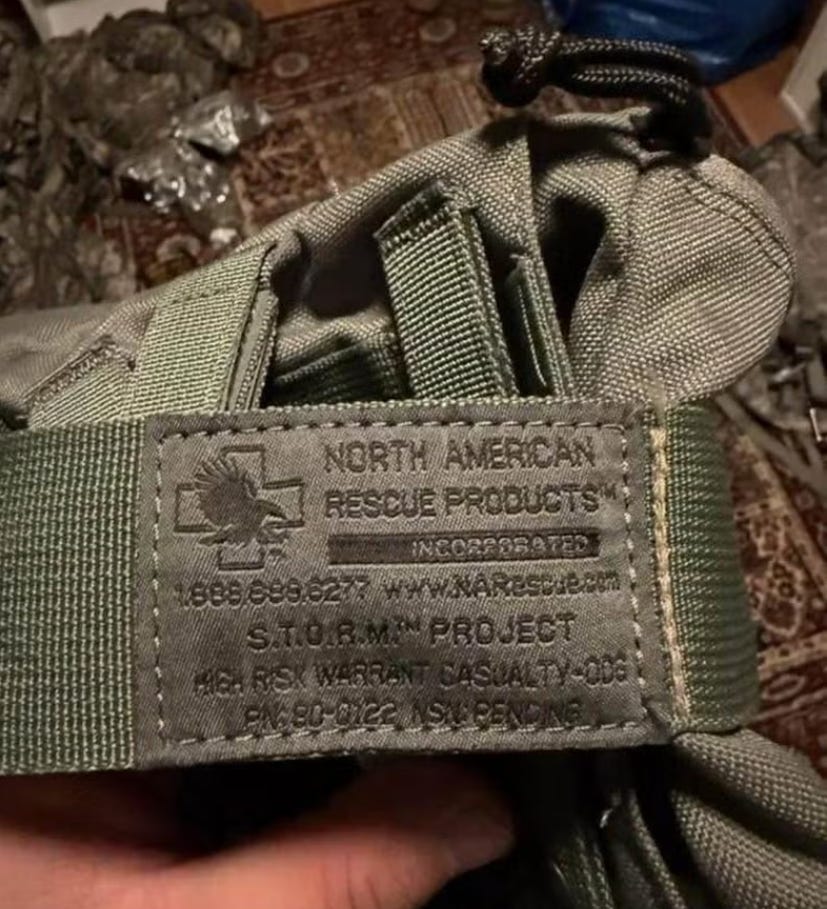 NORTH AMERICAN
RESCUE PRODUCTS™
INCORPORATED
1.888.689.6277 www.NARescue.com
S.T.O.R.M.™ PROJECT
HIGH RISK WARRANT CASUALTY-ODG
PN: 80-0122 NSN: PENDING